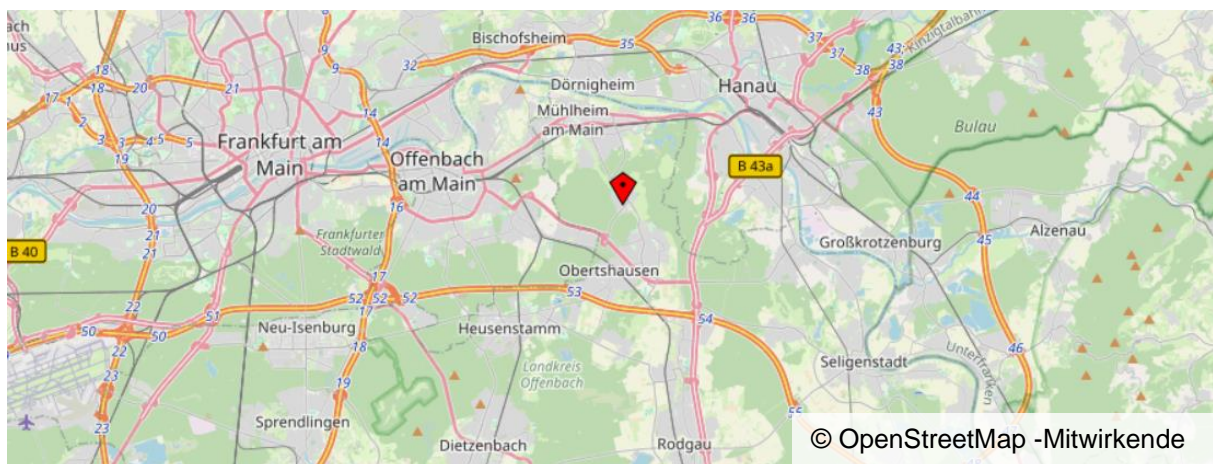 ach
36
36
Bischofsheim
35
37
37
43;
38
38
Kinzigtalbahn
18
18
9
9
32
17
20
21
Dörnigheim
Hanau
43
1
2
3
3
4
5
5
14
Mühlheim
am Main
Bulau
19
Frankfurt am
Main
14
Offenbach
am Main
B 43a
44
20
16
Frankfurter
Stadtwald
Großkrotzenburg
45
Alzenau
21
21
B 40
17
Obertshausen
22
51
52
52
52
53
50
50
17
Neu-Isenburg
Heusenstamm
54
22
18
Seligenstadt
46
Unterfranken
23
19
Landkreis
Offenbach
55
23
Sprendlingen
Dietzenbach
Rodgau
© OpenStreetMap -Mitwirkende